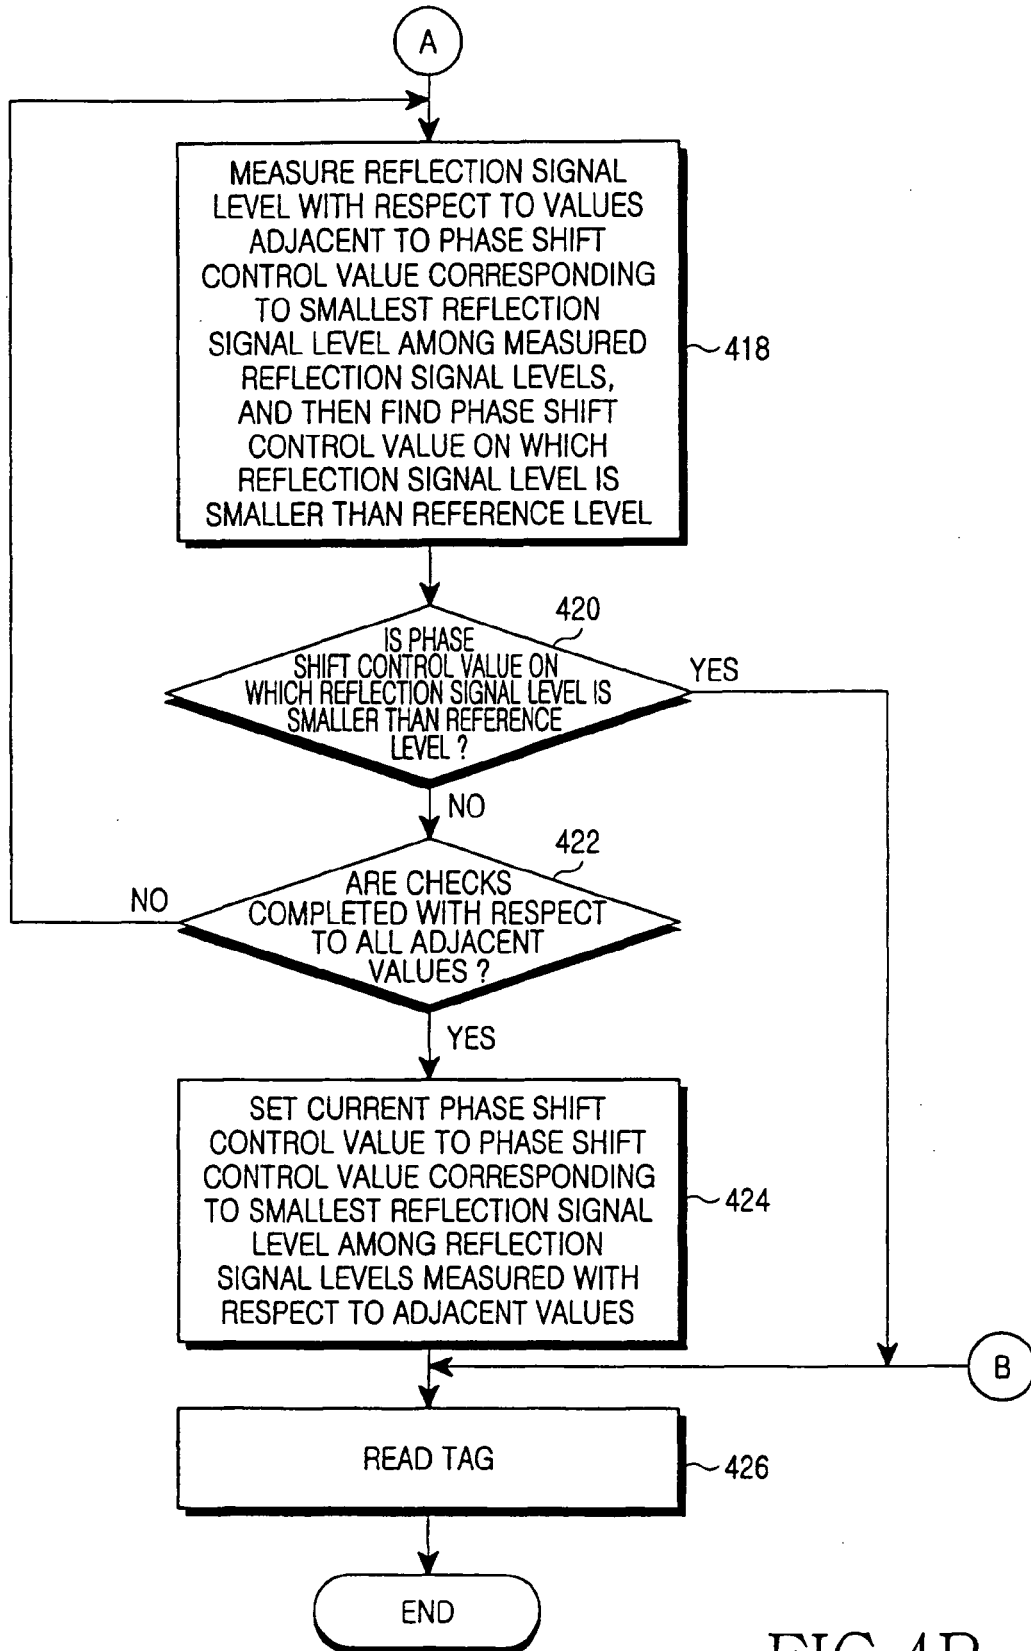 A
MEASURE REFLECTION SIGNAL
LEVEL WITH RESPECT TO VALUES
ADJACENT TO PHASE SHIFT
CONTROL VALUE CORRESPONDING
TO SMALLEST REFLECTION
SIGNAL LEVEL AMONG MEASURED
REFLECTION SIGNAL LEVELS,
AND THEN FIND PHASE SHIFT
CONTROL VALUE ON WHICH
REFLECTION SIGNAL LEVEL IS
SMALLER THAN REFERENCE LEVEL
418
420
IS PHASE
SHIFT CONTROL VALUE ON
WHICH REFLECTION SIGNAL LEVEL IS
SMALLER THAN REFERENCE
LEVEL ?
YES
NO
422
ARE CHECKS
COMPLETED WITH RESPECT
TO ALL ADJACENT
VALUES ?
NO
YES
SET CURRENT PHASE SHIFT
CONTROL VALUE TO PHASE SHIFT
CONTROL VALUE CORRESPONDING
TO SMALLEST REFLECTION SIGNAL
LEVEL AMONG REFLECTION
SIGNAL LEVELS MEASURED WITH
RESPECT TO ADJACENT VALUES
424
B
READ TAG
426
END
FIG.4B